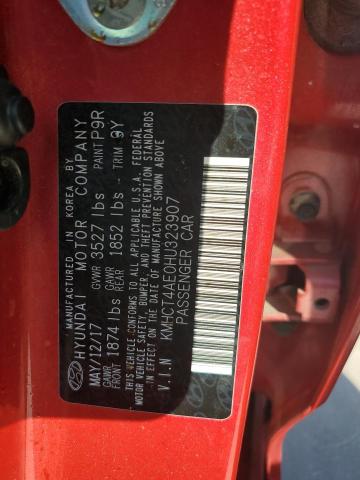 MANUFACTURED IN KOREA BY
HYUNDAI MOTOR COMPANY
MAY/12/17 GVWR 3527 lbs PAINT P9R
GAWR FRONT 1874 lbs GAWR REAR 1852 lbs TRIM 9Y
THIS VEHICLE CONFORMS TO ALL APPLICABLE U.S.A. FEDERAL
MOTOR VEHICLE SAFETY, BUMPER, AND THEFT PREVENTION STANDARDS
IN EFFECT ON THE DATE OF MANUFACTURE SHOWN ABOVE.
V.I.N KMHCT4AE0HU323907
PASSENGER CAR